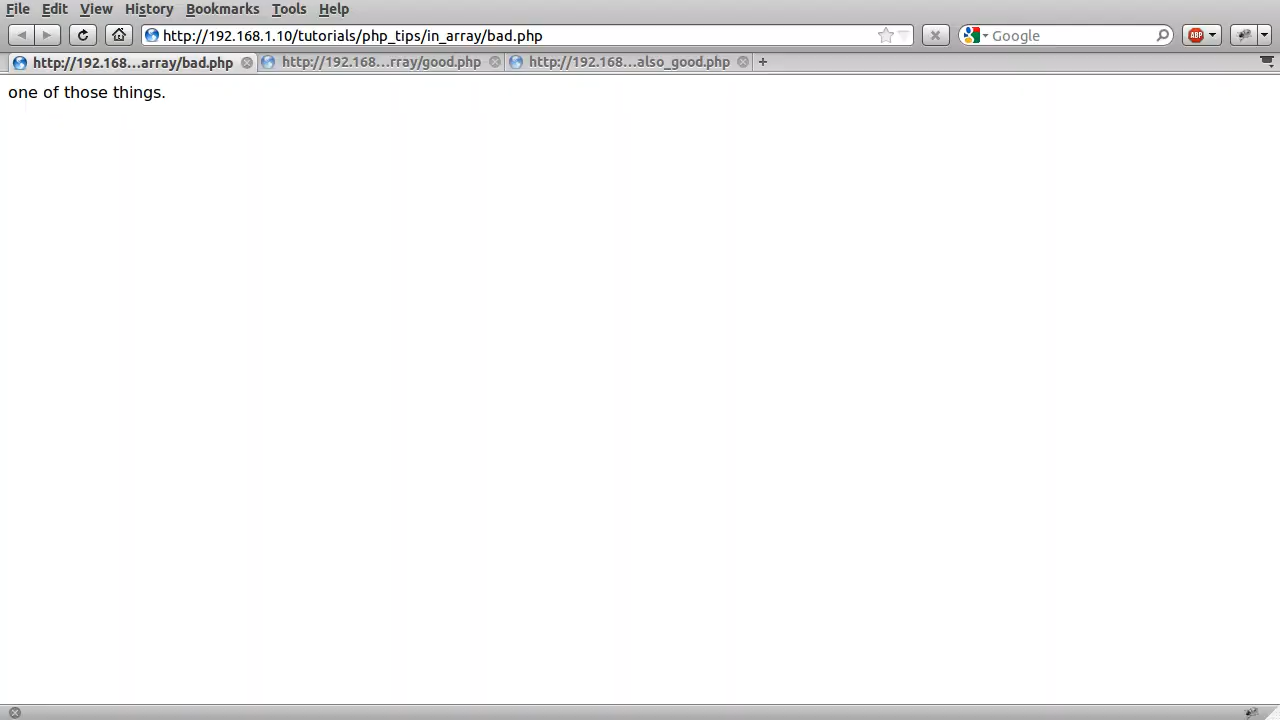 File Edit View History Bookmarks Tools Help
http://192.168.1.10/tutorials/php_tips/in_array/bad.php
Google
ABP
http://192.168...array/bad.php
http://192.168...rray/good.php
http://192.168...also_good.php
one of those things.